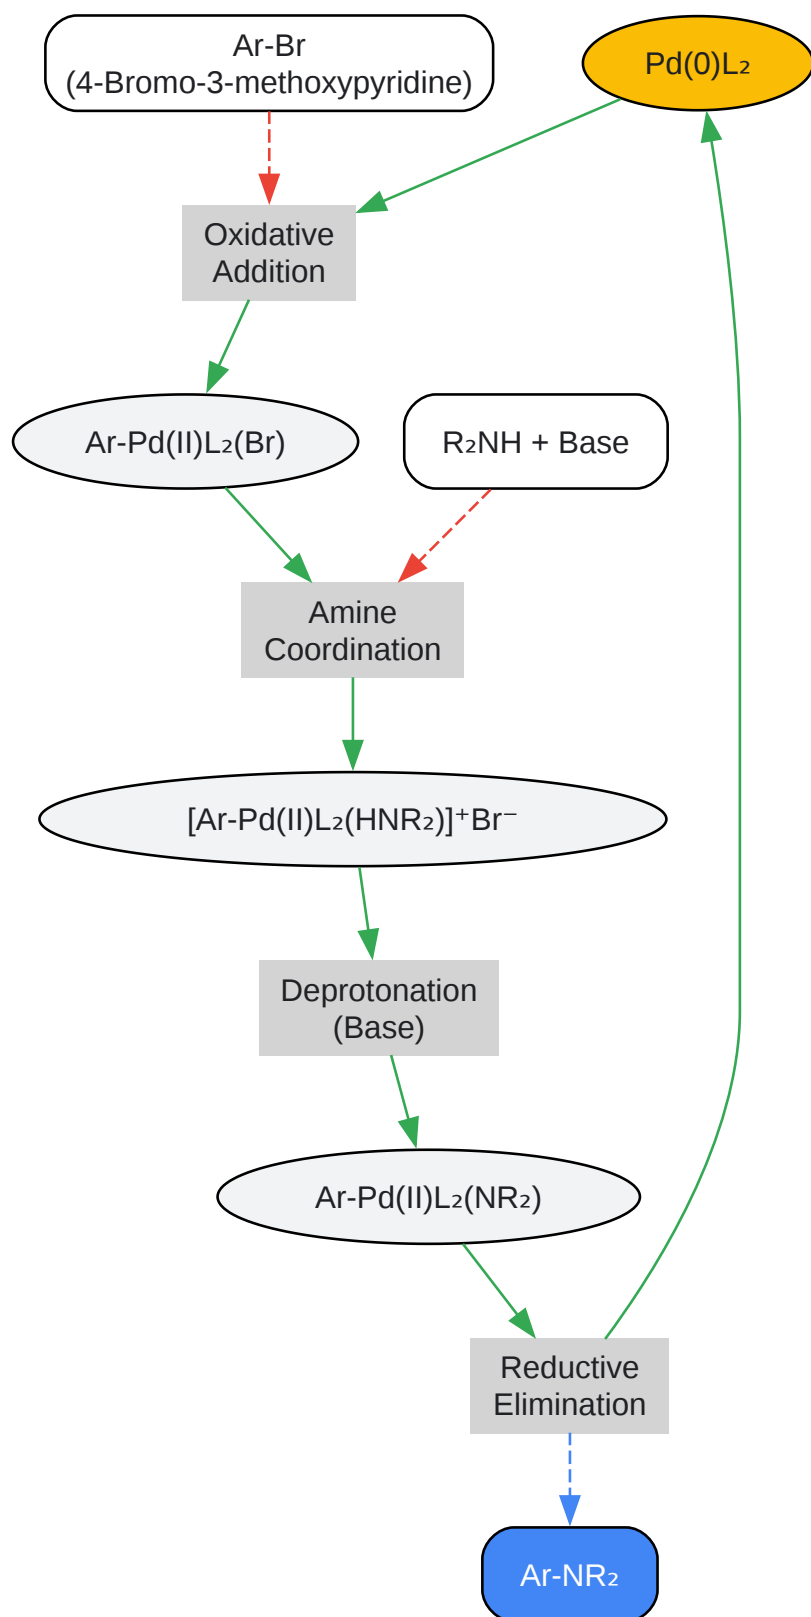 Ar-Br
(4-Bromo-3-methoxypyridine)
Pd(0)L₂
Oxidative
Addition
Ar-Pd(II)L₂(Br)
R₂NH + Base
Amine
Coordination
[Ar-Pd(II)L₂(HNR₂)]⁺Br⁻
Deprotonation
(Base)
Ar-Pd(II)L₂(NR₂)
Reductive
Elimination
Ar-NR₂